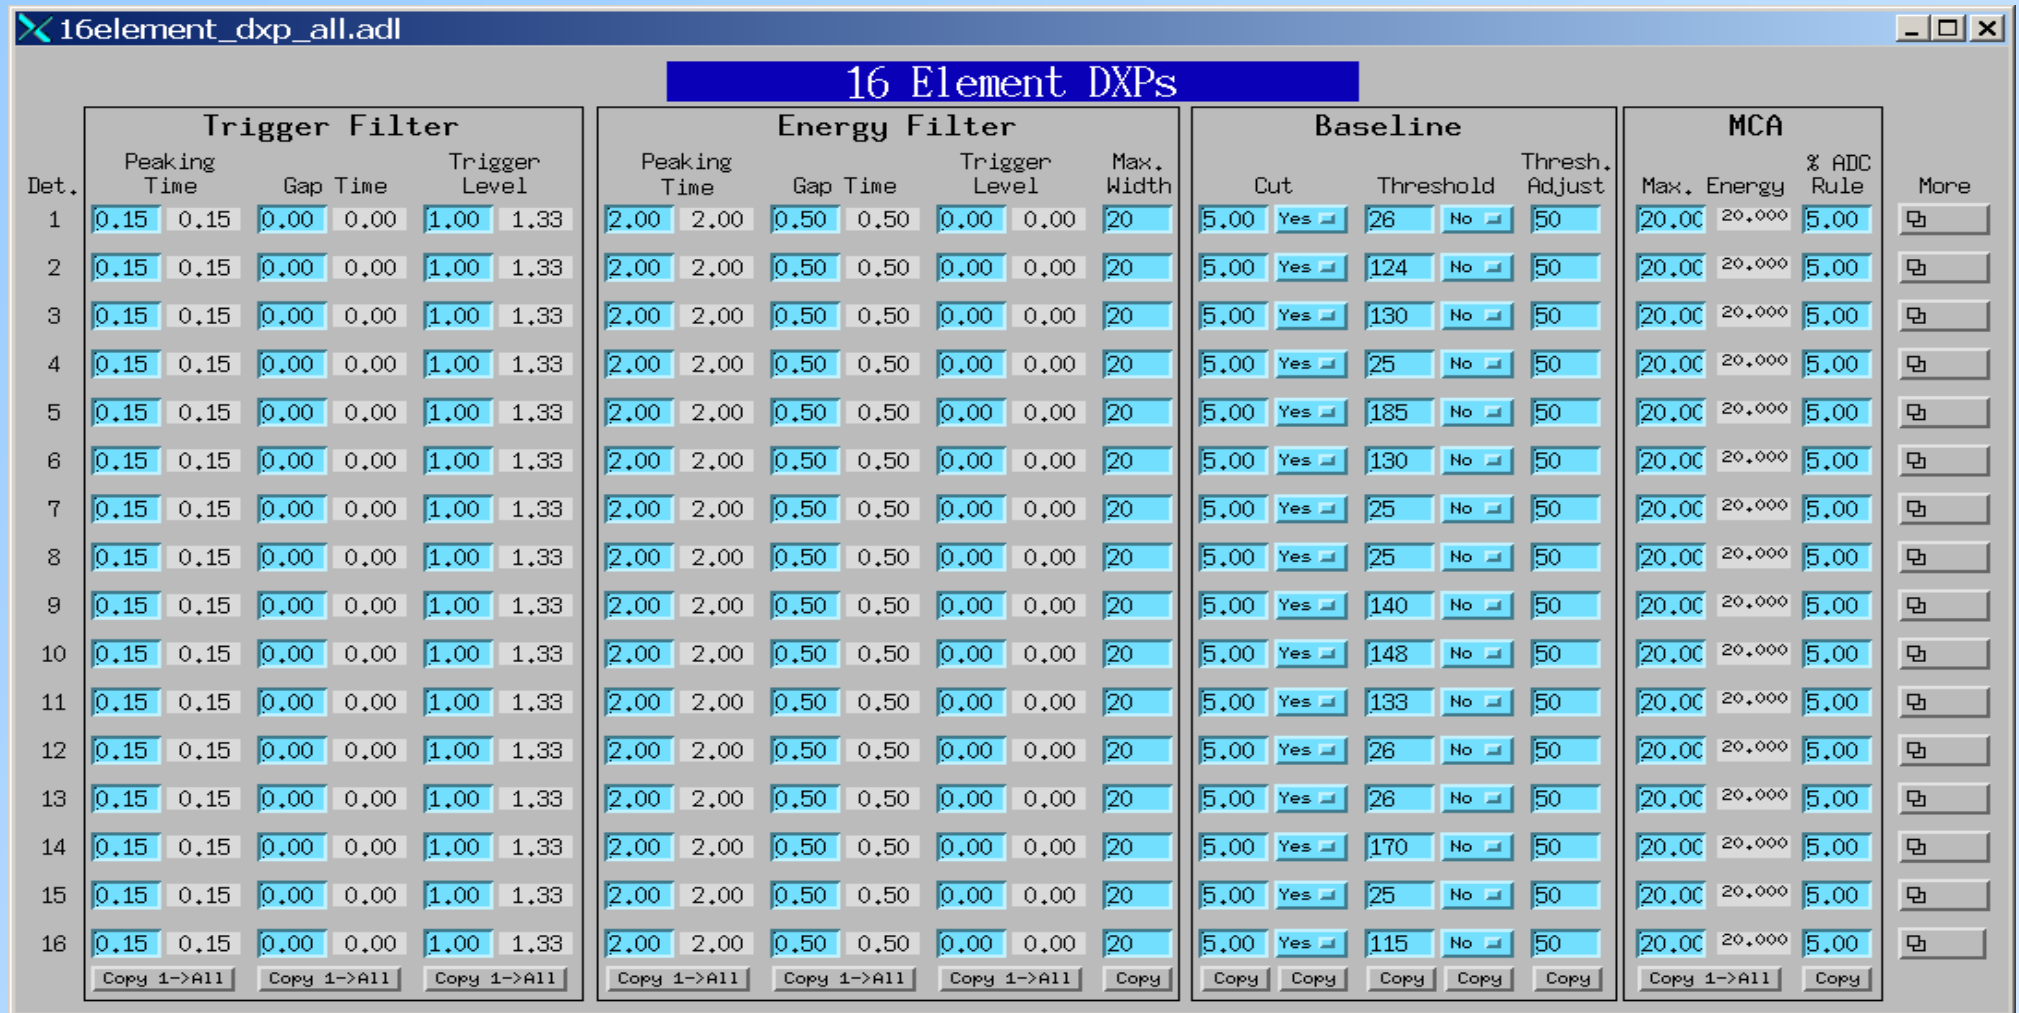 16element_dxp_all.adl
16 Element DXPs
Trigger Filter Energy Filter Baseline MCA
Peaking Trigger Peaking Trigger Max. Thresh. % ADC
Det. Time Gap Time Level Time Gap Time Level Width Cut Threshold Adjust Max. Energy Rule More
1 0.15 0.15 0.00 0.00 1.00 1.33 2.00 2.00 0.50 0.50 0.00 0.00 20 5.00 Yes 26 No 50 20.00 20.000 5.00
2 0.15 0.15 0.00 0.00 1.00 1.33 2.00 2.00 0.50 0.50 0.00 0.00 20 5.00 Yes 124 No 50 20.00 20.000 5.00
3 0.15 0.15 0.00 0.00 1.00 1.33 2.00 2.00 0.50 0.50 0.00 0.00 20 5.00 Yes 130 No 50 20.00 20.000 5.00
4 0.15 0.15 0.00 0.00 1.00 1.33 2.00 2.00 0.50 0.50 0.00 0.00 20 5.00 Yes 25 No 50 20.00 20.000 5.00
5 0.15 0.15 0.00 0.00 1.00 1.33 2.00 2.00 0.50 0.50 0.00 0.00 20 5.00 Yes 185 No 50 20.00 20.000 5.00
6 0.15 0.15 0.00 0.00 1.00 1.33 2.00 2.00 0.50 0.50 0.00 0.00 20 5.00 Yes 130 No 50 20.00 20.000 5.00
7 0.15 0.15 0.00 0.00 1.00 1.33 2.00 2.00 0.50 0.50 0.00 0.00 20 5.00 Yes 25 No 50 20.00 20.000 5.00
8 0.15 0.15 0.00 0.00 1.00 1.33 2.00 2.00 0.50 0.50 0.00 0.00 20 5.00 Yes 25 No 50 20.00 20.000 5.00
9 0.15 0.15 0.00 0.00 1.00 1.33 2.00 2.00 0.50 0.50 0.00 0.00 20 5.00 Yes 140 No 50 20.00 20.000 5.00
10 0.15 0.15 0.00 0.00 1.00 1.33 2.00 2.00 0.50 0.50 0.00 0.00 20 5.00 Yes 148 No 50 20.00 20.000 5.00
11 0.15 0.15 0.00 0.00 1.00 1.33 2.00 2.00 0.50 0.50 0.00 0.00 20 5.00 Yes 133 No 50 20.00 20.000 5.00
12 0.15 0.15 0.00 0.00 1.00 1.33 2.00 2.00 0.50 0.50 0.00 0.00 20 5.00 Yes 26 No 50 20.00 20.000 5.00
13 0.15 0.15 0.00 0.00 1.00 1.33 2.00 2.00 0.50 0.50 0.00 0.00 20 5.00 Yes 26 No 50 20.00 20.000 5.00
14 0.15 0.15 0.00 0.00 1.00 1.33 2.00 2.00 0.50 0.50 0.00 0.00 20 5.00 Yes 170 No 50 20.00 20.000 5.00
15 0.15 0.15 0.00 0.00 1.00 1.33 2.00 2.00 0.50 0.50 0.00 0.00 20 5.00 Yes 25 No 50 20.00 20.000 5.00
16 0.15 0.15 0.00 0.00 1.00 1.33 2.00 2.00 0.50 0.50 0.00 0.00 20 5.00 Yes 115 No 50 20.00 20.000 5.00
Copy 1->All Copy 1->All Copy 1->All Copy 1->All Copy 1->All Copy 1->All Copy Copy Copy Copy Copy Copy Copy 1->All Copy